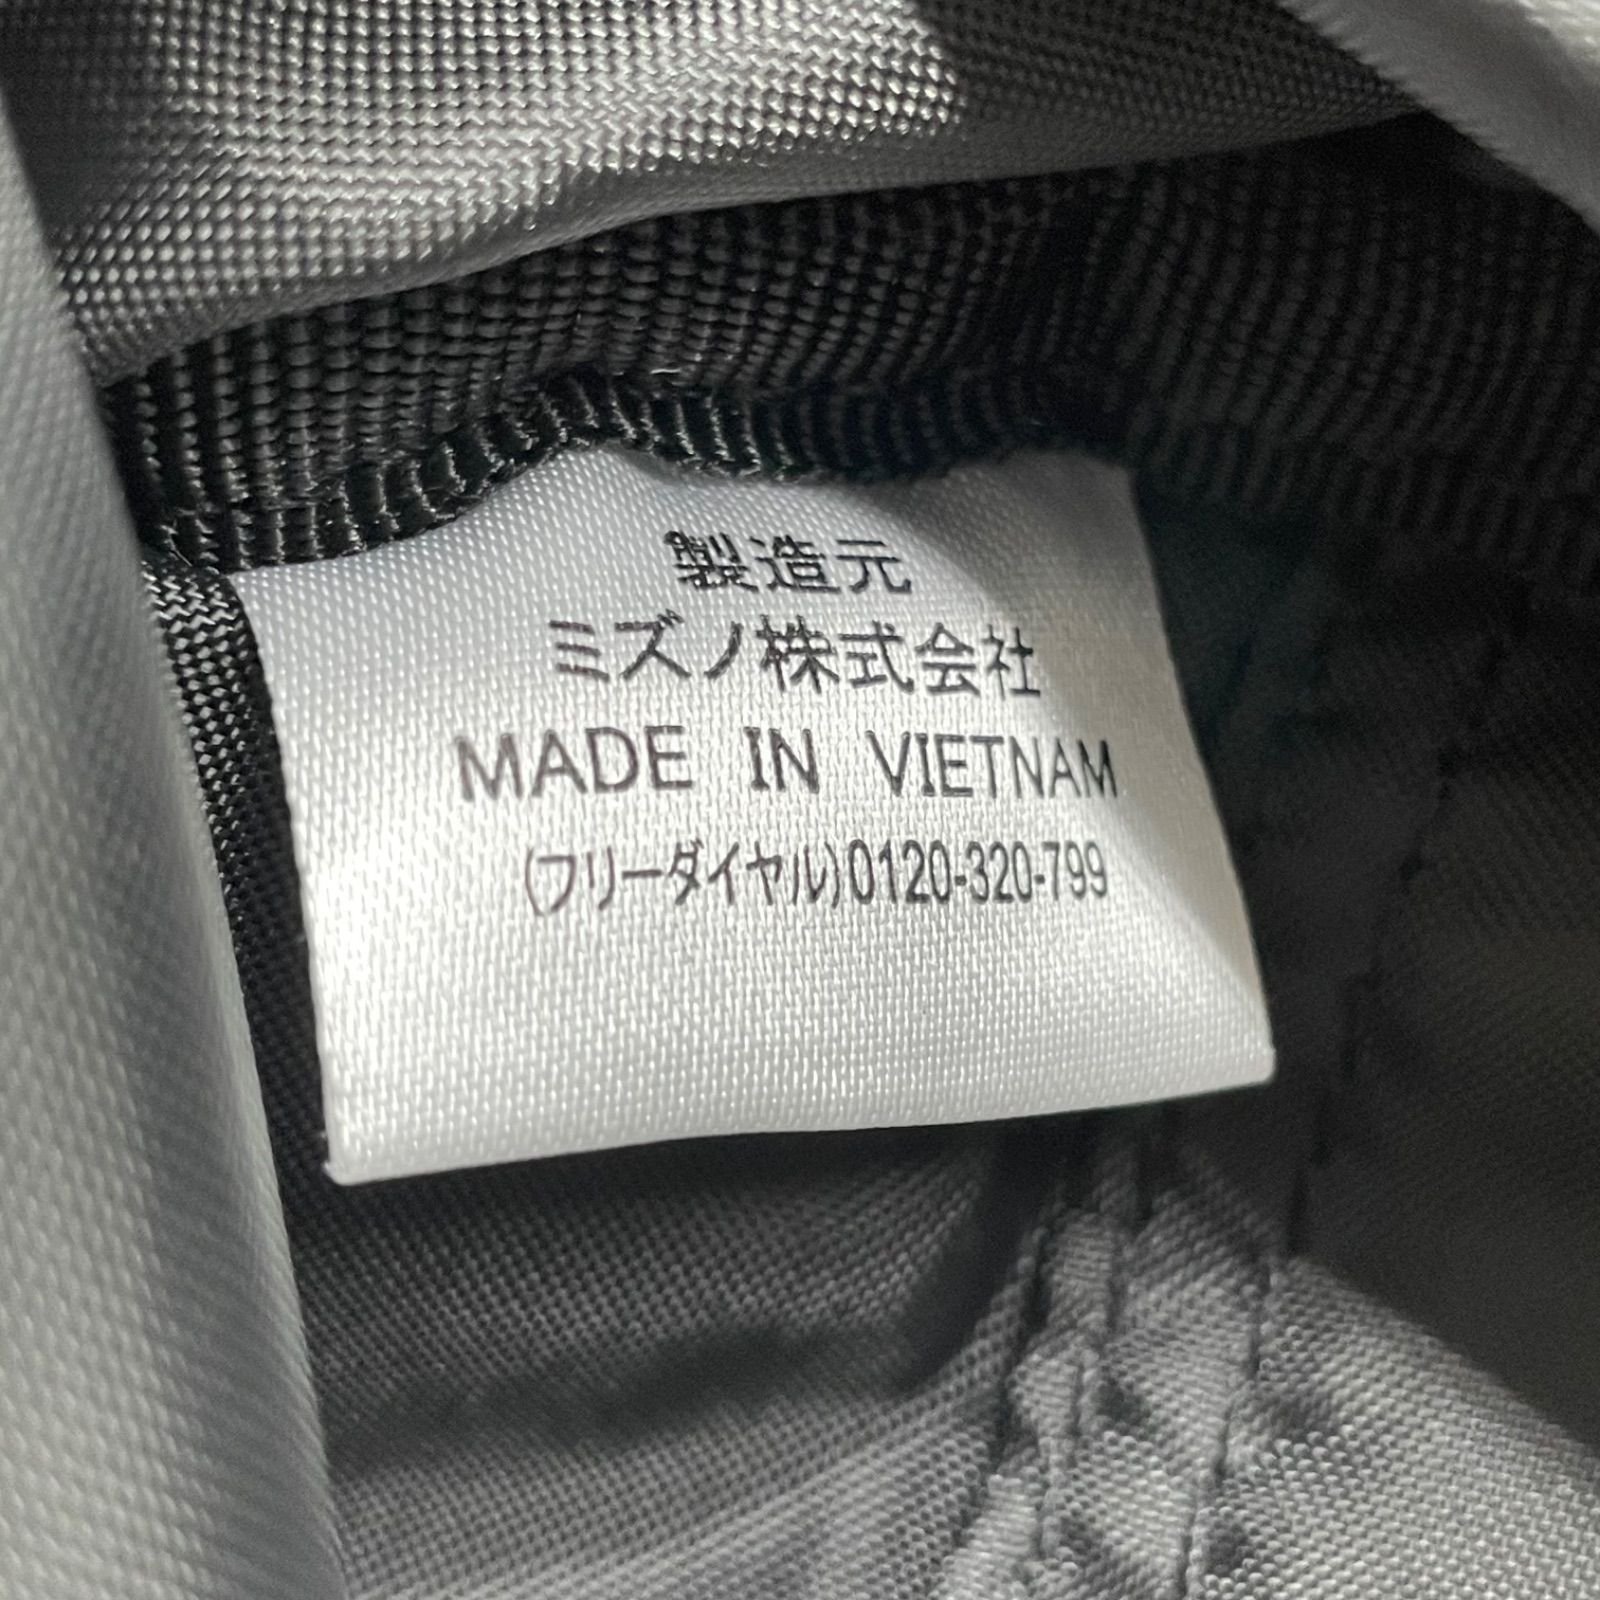 製造元
ミズノ株式会社
MADE IN VIETNAM
(フリーダイヤル)0120-320-799